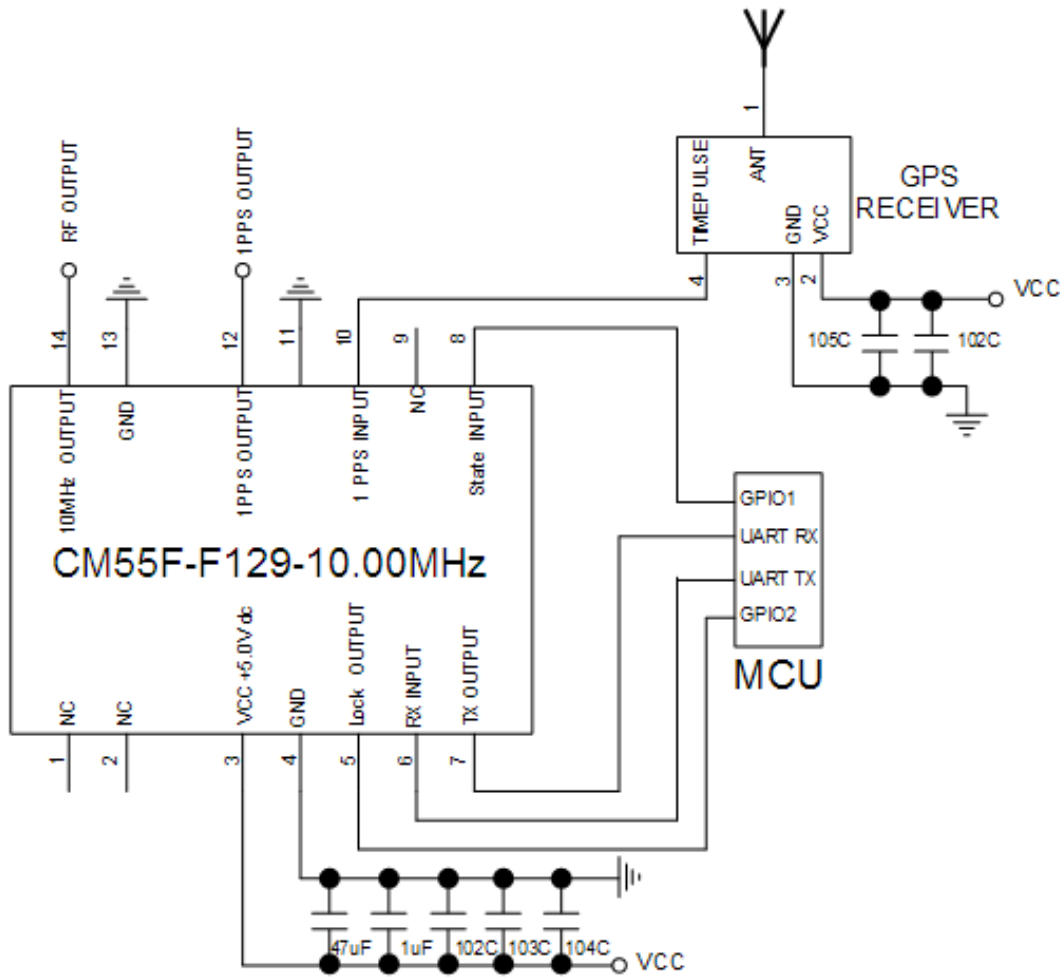 1
ANT
TIMEPULSE
GND
VCC
GPS
RECEIVER
4
3
2
VCC
105C
102C
RF OUTPUT
1PPS OUTPUT
14
13
12
11
10
9
8
10MHz OUTPUT
GND
1PPS OUTPUT
1 PPS INPUT
NC
State INPUT
CM55F-F129-10.00MHz
NC
NC
VCC +5.0Vdc
GND
Lock OUTPUT
RX INPUT
TX OUTPUT
1
2
3
4
5
6
7
GPIO1
UART RX
UART TX
GPIO2
MCU
47uF
1uF
102C
103C
104C
VCC